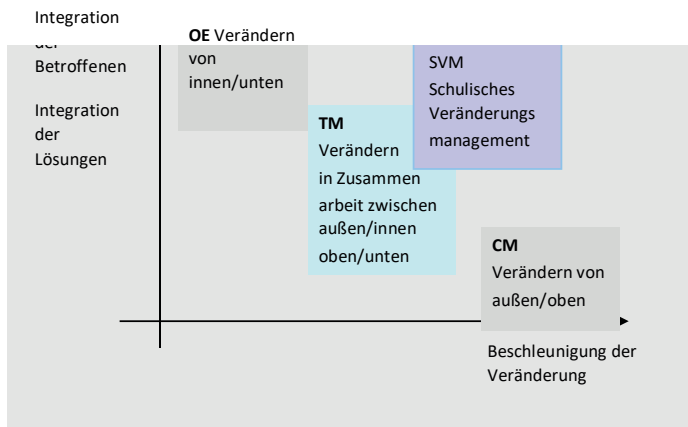 Integration
der
Betroffenen
Integration
der
Lösungen
OE Verändern
von
innen/unten
TM
Verändern
in Zusammen
arbeit zwischen
außen/innen
oben/unten
SVM
Schulisches
Veränderungs
management
CM
Verändern von
außen/oben
Beschleunigung der
Veränderung